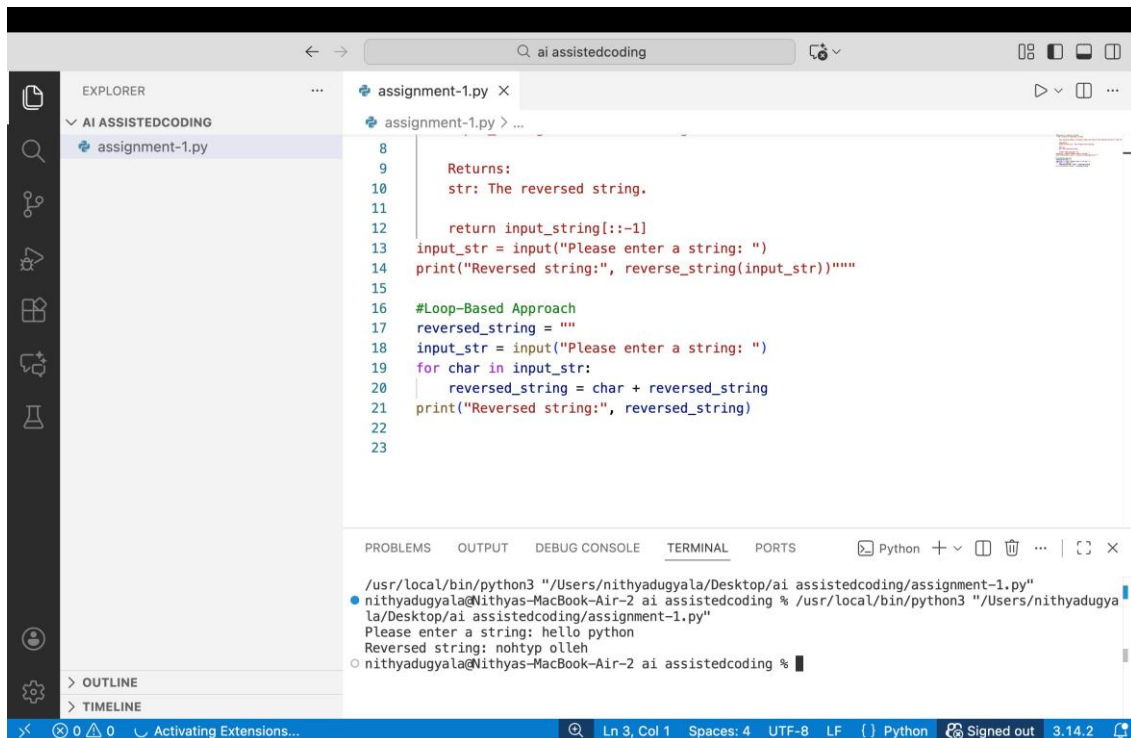 ai assistedcoding
EXPLORER
assignment-1.py
AI ASSISTEDCODING
assignment-1.py > ...
assignment-1.py
8
9 Returns:
10 str: The reversed string.
11
12 return input_string[::-1]
13 input_str = input("Please enter a string: ")
14 print("Reversed string:", reverse_string(input_str))"""
15
16 #Loop-Based Approach
17 reversed_string = ""
18 input_str = input("Please enter a string: ")
19 for char in input_str:
20 reversed_string = char + reversed_string
21 print("Reversed string:", reversed_string)
22
23
PROBLEMS OUTPUT DEBUG CONSOLE TERMINAL PORTS Python
/usr/local/bin/python3 "/Users/nithyadugyala/Desktop/ai assistedcoding/assignment-1.py"
nithyadugyala@Nithyas-MacBook-Air-2 ai assistedcoding % /usr/local/bin/python3 "/Users/nithyadugya
la/Desktop/ai assistedcoding/assignment-1.py"
Please enter a string: hello python
Reversed string: nohtyp olleh
nithyadugyala@Nithyas-MacBook-Air-2 ai assistedcoding %
OUTLINE
TIMELINE
0 0 Activating Extensions... Ln 3, Col 1 Spaces: 4 UTF-8 LF { } Python Signed out 3.14.2